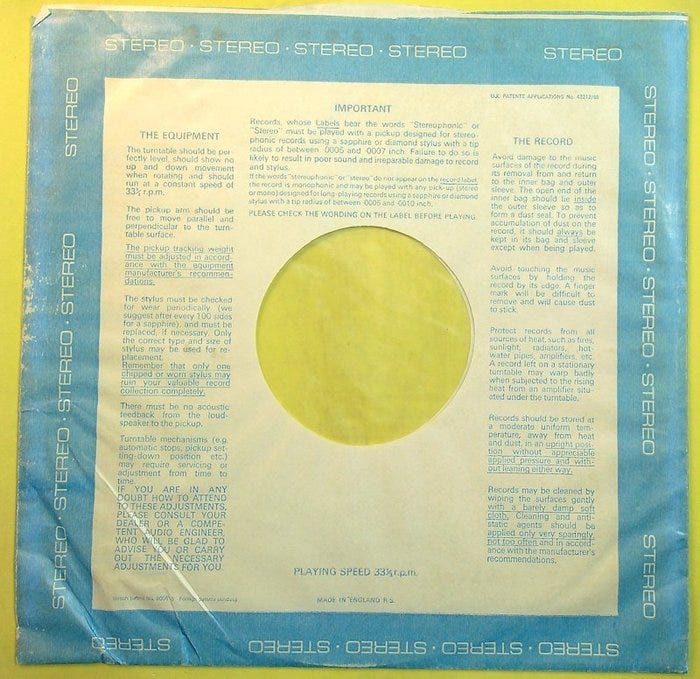 STEREO · STEREO · STEREO · STEREO
STEREO
U.K. PATENTS APPLICATIONS No.
IMPORTANT
Records, whose Labels bear the words "Stereophonic" or
"Stereo" must be played with a pickup designed for stereo-
phonic records using a sapphire or diamond stylus with a tip
radius of between ·0005 and ·0007 inch. Failure to do so is
likely to result in poor sound and irreparable damage to record
and stylus.
If the words "stereophonic" or "stereo" do not appear on the record label,
the record is monophonic and may be played with any pick-up (stereo
or mono) designed for long-playing records using a sapphire or diamond
stylus with a tip radius of between ·0005 and ·0010 inch.
PLEASE CHECK THE WORDING ON THE LABEL BEFORE PLAYING
THE EQUIPMENT
The turntable should be per-
fectly level, should show no
up and down movement
when rotating and should
run at a constant speed of
33⅓ r.p.m.
The pickup arm should be
free to move parallel and
perpendicular to the turn-
table surface.
The pickup tracking weight
must be adjusted in accord-
ance with the equipment
manufacturer's recommen-
dations.
The stylus must be checked
for wear periodically (we
suggest after every 100 sides
for a sapphire), and must be
replaced, if necessary. Only
the correct type and size of
stylus may be used for re-
placement.
Remember that only one
chipped or worn stylus may
ruin your valuable record
collection completely.
There must be no acoustic
feedback from the loud-
speaker to the pickup.
Turntable mechanisms (e.g.
automatic stops, pickup set-
ting-down position etc.)
may require servicing or
adjustment from time to
time.
IF YOU ARE IN ANY
DOUBT HOW TO ATTEND
TO THESE ADJUSTMENTS,
PLEASE CONSULT YOUR
DEALER OR A COMPE-
TENT AUDIO ENGINEER,
WHO WILL BE GLAD TO
ADVISE YOU OR CARRY
OUT THE NECESSARY
ADJUSTMENTS FOR YOU.
THE RECORD
Avoid damage to the music
surfaces of the record during
its removal from and return
to the inner bag and outer
sleeve. The open end of the
inner bag should lie inside
the outer sleeve so as to
form a dust seal. To prevent
accumulation of dust on the
record, it should always be
kept in its bag and sleeve
except when being played.
Avoid touching the music
surfaces by holding the
record by its edge. A finger
mark will be difficult to
remove and will cause dust
to stick.
Protect records from all
sources of heat, such as fires,
sunlight, radiators, hot-
water pipes, amplifiers, etc.
A record left on a stationary
turntable may warp badly
when subjected to the rising
heat from an amplifier situ-
ated under the turntable.
Records should be stored at
a moderate uniform tem-
perature, away from heat
and dust, in an upright posi-
tion without appreciable
applied pressure and with-
out leaning either way.
Records may be cleaned by
wiping the surfaces gently
with a barely damp soft
cloth. Cleaning and anti-
static agents should be
applied only very sparingly,
not too often and in accord-
ance with the manufacturer's
recommendations.
PLAYING SPEED 33⅓ r.p.m.
MADE IN ENGLAND R.S.
STEREO · STEREO · STEREO · STEREO
STEREO
STEREO
STEREO · STEREO · STEREO · STEREO
STEREO
STEREO · STEREO · STEREO · STEREO